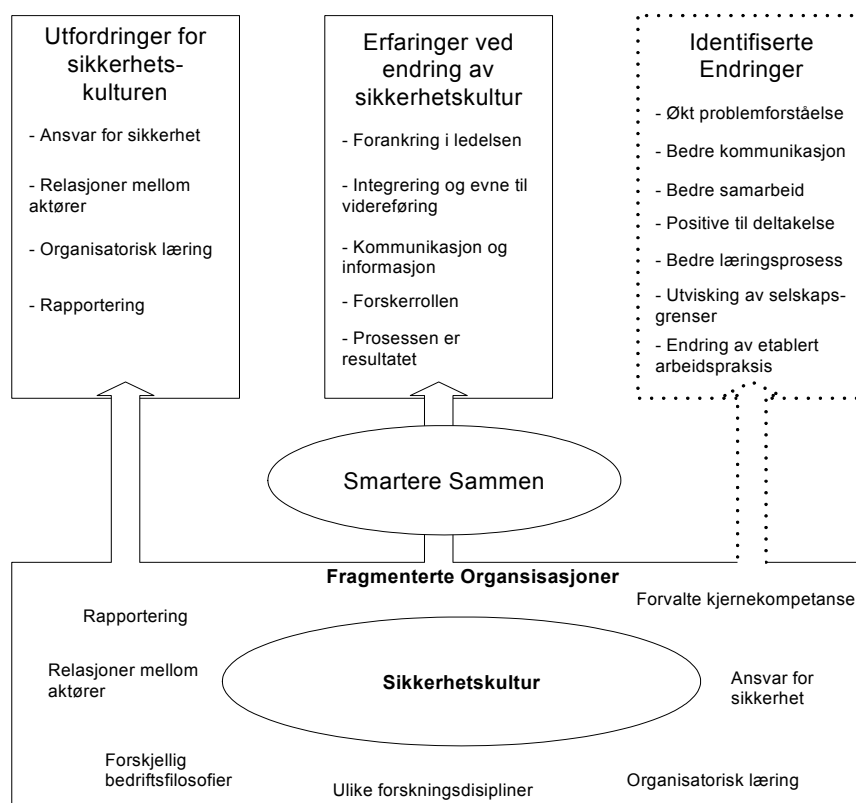 Utfordringer for
sikkerhets-
kulturen
- Ansvar for sikkerhet
- Relasjoner mellom
aktører
- Organisatorisk læring
- Rapportering
Erfaringer ved
endring av
sikkerhetskultur
- Forankring i ledelsen
- Integrering og evne til
videreføring
- Kommunikasjon og
informasjon
- Forskerrollen
- Prosessen er
resultatet
Identifiserte
Endringer
- Økt problemforståelse
- Bedre kommunikasjon
- Bedre samarbeid
- Positive til deltakelse
- Bedre læringsprosess
- Utvisking av selskaps-
grenser
- Endring av etablert
arbeidspraksis
Smartere Sammen
Fragmenterte Organsisasjoner
Forvalte kjernekompetanse
Rapportering
Relasjoner mellom
aktører
Sikkerhetskultur
Ansvar for
sikkerhet
Forskjellig
bedriftsfilosofier
Ulike forskningsdisipliner
Organisatorisk læring